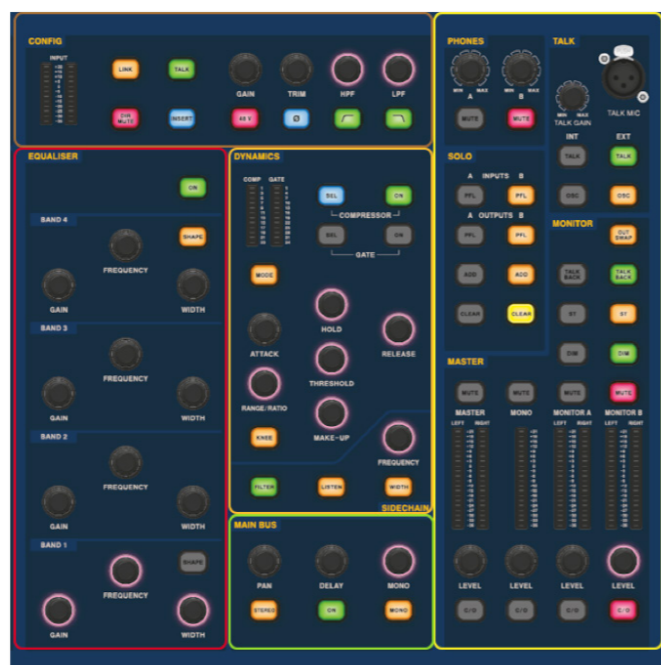 CONFIG
INPUT
LINK
TALK
DIR MUTE
INSERT
GAIN
TRIM
HPF
LPF
48 V
Ø
EQUALISER
ON
BAND 4
SHAPE
FREQUENCY
GAIN
WIDTH
BAND 3
FREQUENCY
GAIN
WIDTH
BAND 2
FREQUENCY
GAIN
WIDTH
BAND 1
SHAPE
FREQUENCY
GAIN
WIDTH
DYNAMICS
COMP GATE
SEL
ON
COMPRESSOR
SEL
ON
GATE
MODE
HOLD
ATTACK
RELEASE
THRESHOLD
RANGE/RATIO
MAKE-UP
KNEE
FREQUENCY
FILTER
LISTEN
WIDTH
SIDECHAIN
MAIN BUS
PAN
DELAY
MONO
STEREO
ON
MONO
PHONES
MIN MAX
MIN MAX
A
B
MUTE
MUTE
TALK
MIN MAX
TALK GAIN
TALK MIC
INT
EXT
TALK
TALK
OSC
OSC
SOLO
A INPUTS B
PFL
PFL
A OUTPUTS B
PFL
PFL
ADD
ADD
CLEAR
CLEAR
MONITOR
OUT SWAP
TALK BACK
TALK BACK
ST
ST
DIM
DIM
MASTER
MUTE
MUTE
MUTE
MUTE
MASTER
MONO
MONITOR A
MONITOR B
LEFT RIGHT
LEFT RIGHT
LEFT RIGHT
LEVEL
LEVEL
LEVEL
LEVEL
C/O
C/O
C/O
C/O